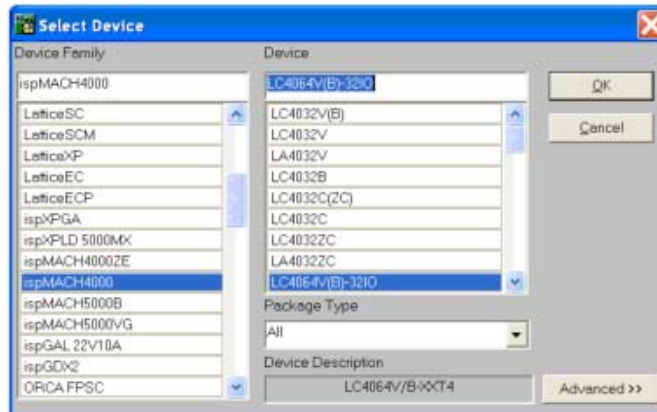 Select Device
Device Family
Device
ispMACH4000
LC4064V(B)-32IO
OK
Cancel
LatticeSC
LatticeSCM
LatticeXP
LatticeEC
LatticeECP
ispXPGA
ispXPLD 5000MX
ispMACH4000ZE
ispMACH4000
ispMACH5000B
ispMACH5000VG
ispGAL 22V10A
ispGDX2
ORCA FPSC
LC4032V(B)
LC4032V
LA4032V
LC4032B
LC4032C(ZC)
LC4032C
LC4032ZC
LA4032ZC
LC4064V(B)-32IO
Package Type
All
Device Description
LC4064V/B-XXT4
Advanced >>